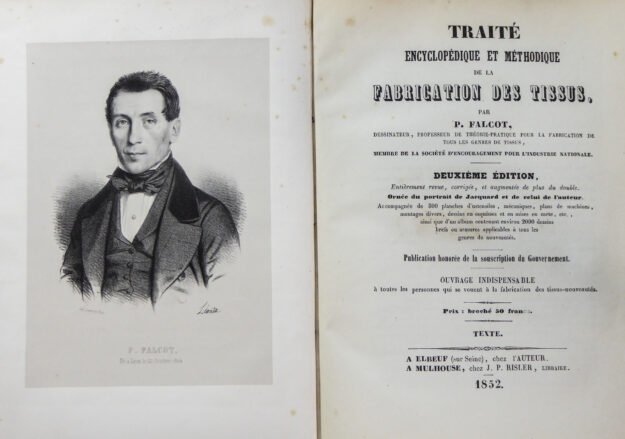 P. FALCOT,
TRAITÉ
ENCYCLOPÉDIQUE ET MÉTHODIQUE
DE LA
FABRICATION DES TISSUS,
PAR
P. FALCOT,
DESSINATEUR, PROFESSEUR DE THÉORIE-PRATIQUE POUR LA FABRICATION DE
TOUS LES GENRES DE TISSUS,
MEMBRE DE LA SOCIÉTÉ D'ENCOURAGEMENT POUR L'INDUSTRIE NATIONALE.
DEUXIÈME ÉDITION,
Entièrement revue, corrigée, et augmentée de plus du double.
Ornée du portrait de Jacquard et de celui de l'auteur.
Accompagnée de 300 planches d'ustensiles, mécaniques, plans de machines,
montages divers, dessins en esquisses et en mises en carte, etc.,
ainsi que d'un album contenant environ 2000 dessins
brefs ou armures applicables à tous les
genres de nouveautés.
Publication honorée de la souscription du Gouvernement.
OUVRAGE INDISPENSABLE
à toutes les personnes qui se vouent à la fabrication des tissus-nouveautés.
Prix : broché 50 francs.
TEXTE.
A ELBEUF (sur Seine), chez l'AUTEUR.
A MULHOUSE, chez J. P. RISLER, LIBRAIRE.
1852.